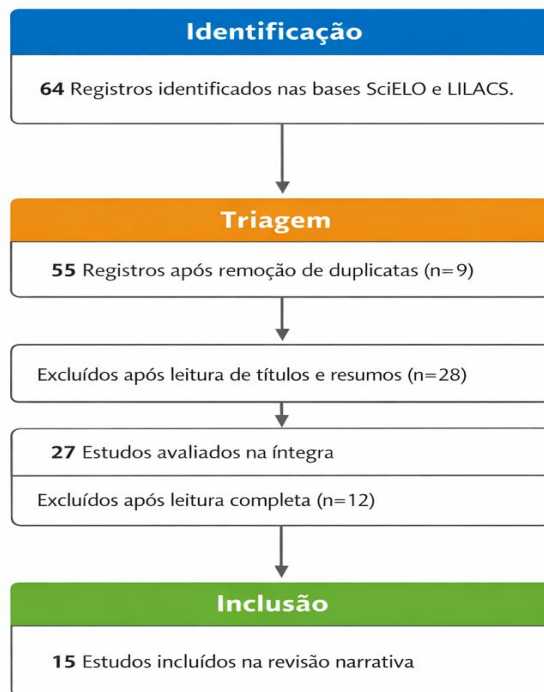 Identificação
64 Registros identificados nas bases SciELO e LILACS.
Triagem
55 Registros após remoção de duplicatas (n=9)
Excluídos após leitura de títulos e resumos (n=28)
27 Estudos avaliados na íntegra
Excluídos após leitura completa (n=12)
Inclusão
15 Estudos incluídos na revisão narrativa